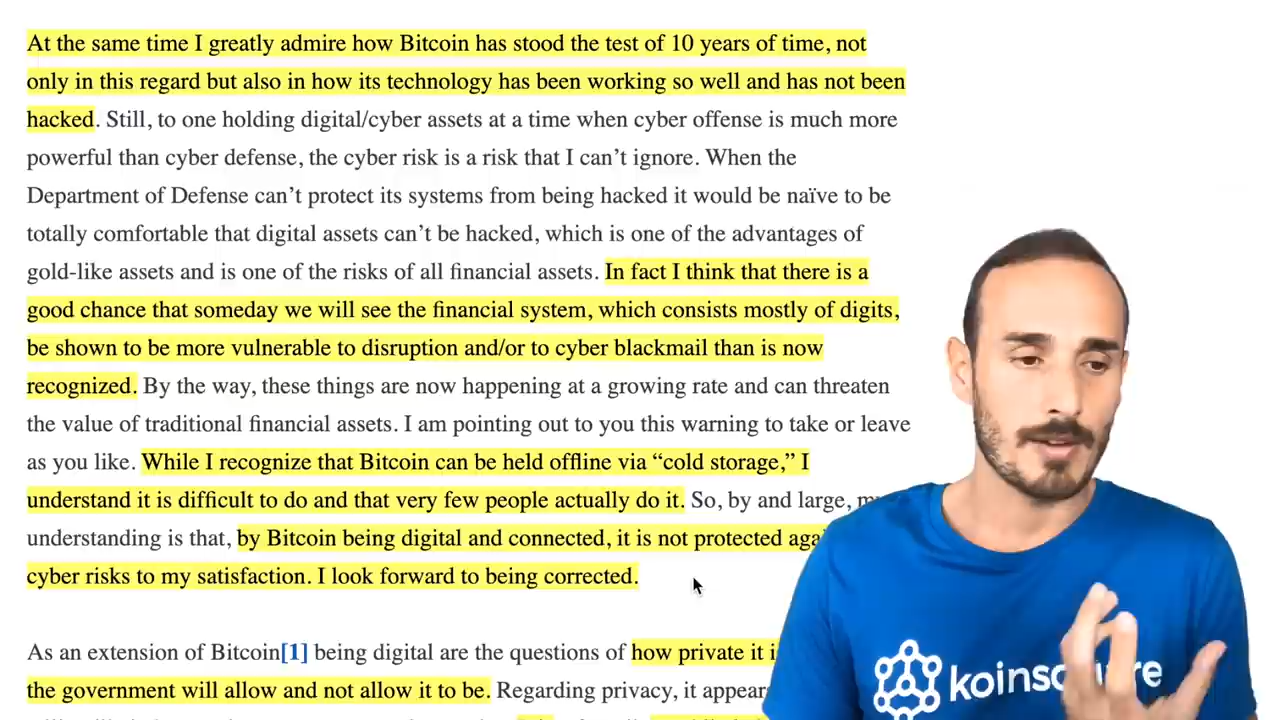 At the same time I greatly admire how Bitcoin has stood the test of 10 years of time, not
only in this regard but also in how its technology has been working so well and has not been
hacked. Still, to one holding digital/cyber assets at a time when cyber offense is much more
powerful than cyber defense, the cyber risk is a risk that I can’t ignore. When the
Department of Defense can’t protect its systems from being hacked it would be naïve to be
totally comfortable that digital assets can’t be hacked, which is one of the advantages of
gold-like assets and is one of the risks of all financial assets. In fact I think that there is a
good chance that someday we will see the financial system, which consists mostly of digits,
be shown to be more vulnerable to disruption and/or to cyber blackmail than is now
recognized. By the way, these things are now happening at a growing rate and can threaten
the value of traditional financial assets. I am pointing out to you this warning to take or leave
as you like. While I recognize that Bitcoin can be held offline via “cold storage,” I
understand it is difficult to do and that very few people actually do it. So, by and large,
understanding is that, by Bitcoin being digital and connected, it is not protected
cyber risks to my satisfaction. I look forward to being corrected.
As an extension of Bitcoin[1] being digital are the questions of how private it
the government will allow and not allow it to be. Regarding privacy, it